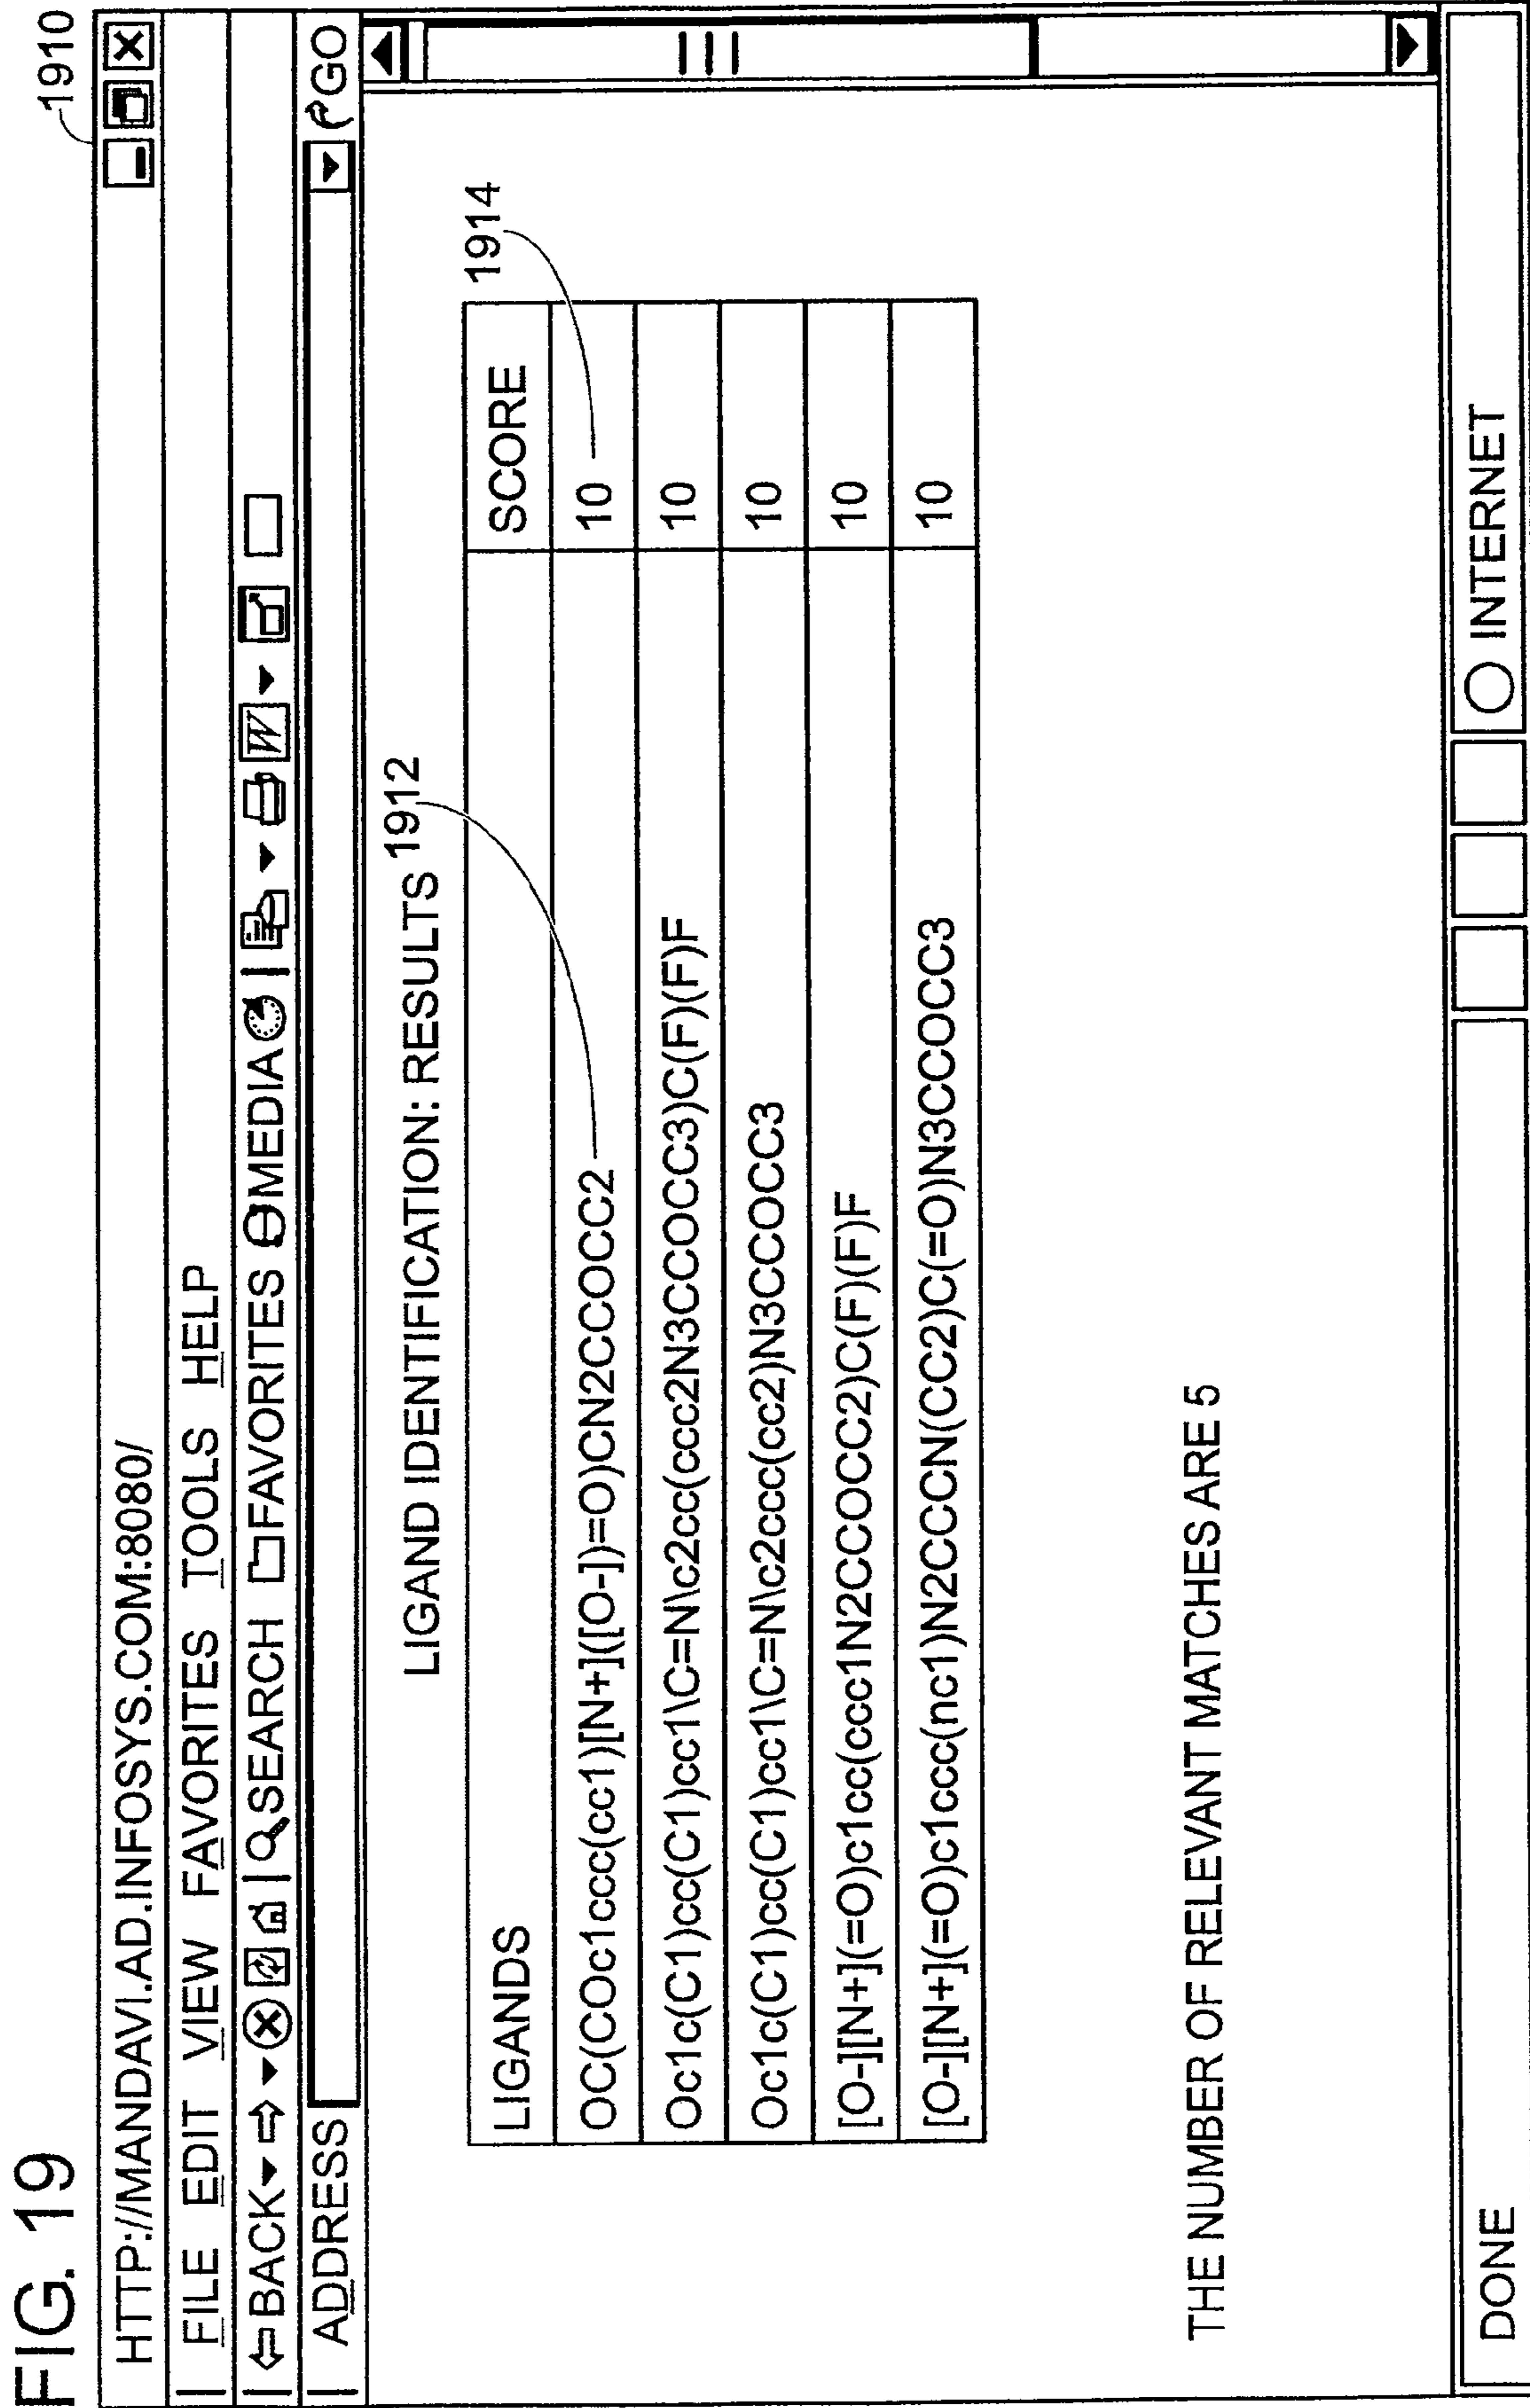 FIG. 19
1910
HTTP://MANDAVI.AD.INFOSYS.COM:8080/
FILE EDIT VIEW FAVORITES TOOLS HELP
BACK SEARCH FAVORITES MEDIA W
ADDRESS GO
LIGAND IDENTIFICATION: RESULTS 1912
1914
LIGANDS SCORE
OC(COc1ccc(cc1)[N+]([O-])=O)CN2CCOCC2 10
Oc1c(C1)cc(C1)cc1\C=N\c2cc(ccc2N3CCOCC3)C(F)(F)F 10
Oc1c(C1)cc(C1)cc1\C=N\c2ccc(cc2)N3CCOCC3 10
[O-][N+](=O)c1cc(ccc1N2CCOCC2)C(F)(F)F 10
[O-][N+](=O)c1ccc(nc1)N2CCCN(CC2)C(=O)N3CCOCC3 10
THE NUMBER OF RELEVANT MATCHES ARE 5
DONE INTERNET